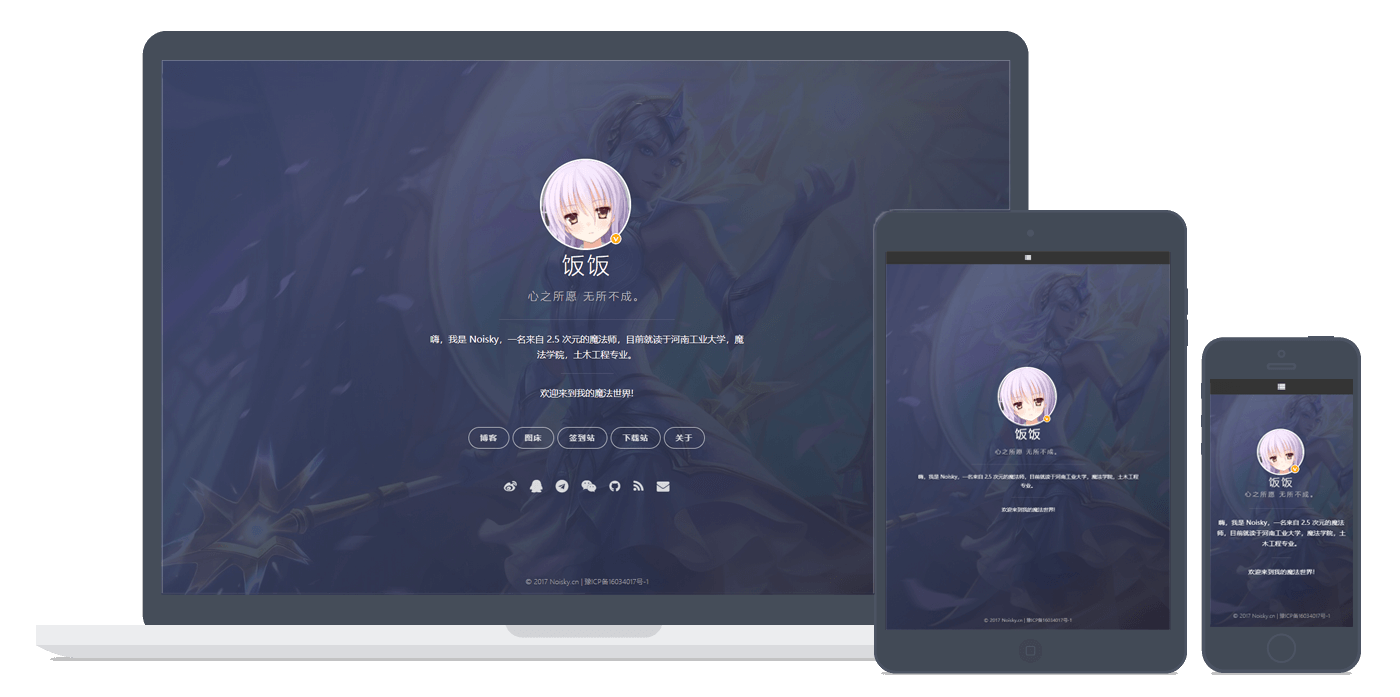 饭饭
心之所愿 无所不成。
嗨，我是 Noisky，一名来自 2.5 次元的魔法师，目前就读于河南工业大学，魔
法学院，土木工程专业。
欢迎来到我的魔法世界!
博客 图床 签到站 下载站 关于
© 2017 Noisky.cn | 豫ICP备16034017号-1
饭饭
心之所愿 无所不成。
嗨，我是 Noisky，一名来自 2.5 次元的魔法师，目前就读于河南工业大学，魔法学院，土木工程
专业。
欢迎来到我的魔法世界!
© 2017 Noisky.cn | 豫ICP备16034017号-1
饭饭
心之所愿 无所不成。
嗨，我是 Noisky，一名来自 2.5 次元的魔法
师，目前就读于河南工业大学，魔法学院，土
木工程专业。
欢迎来到我的魔法世界!
© 2017 Noisky.cn | 豫ICP备16034017号-1